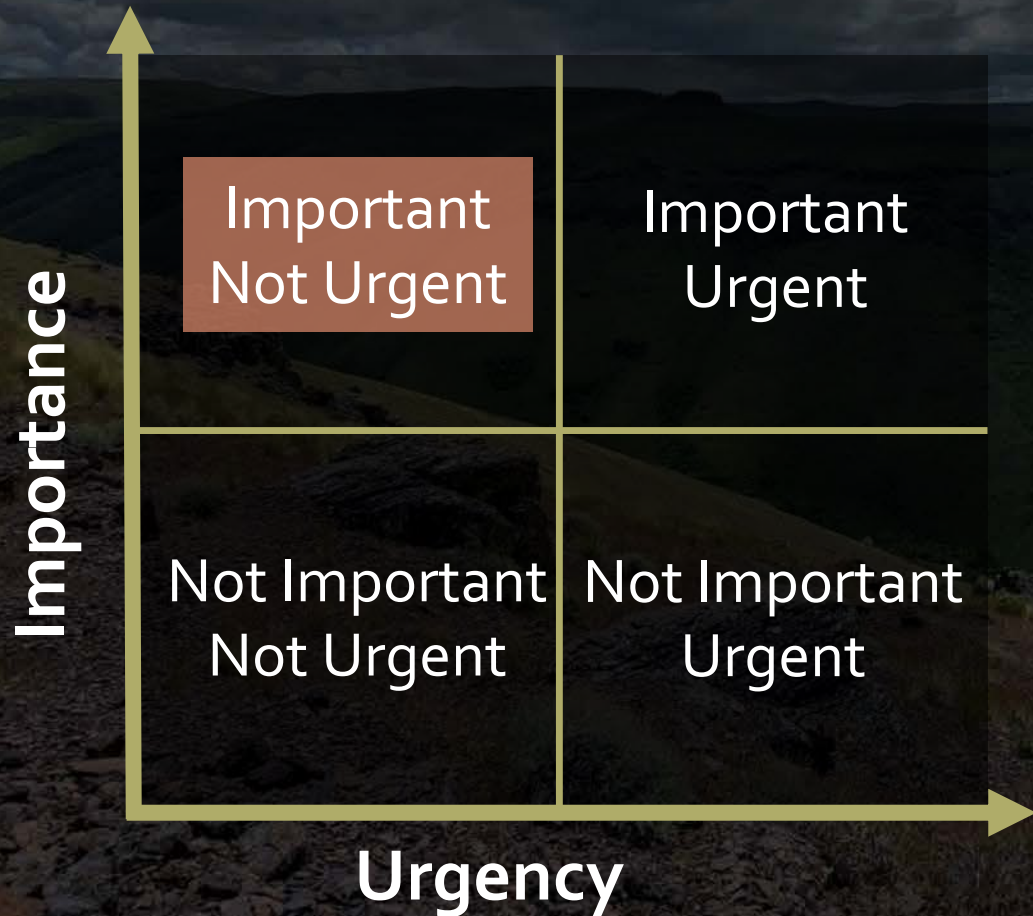 Importance
Important
Not Urgent
Important
Urgent
Not Important
Not Urgent
Not Important
Urgent
Urgency